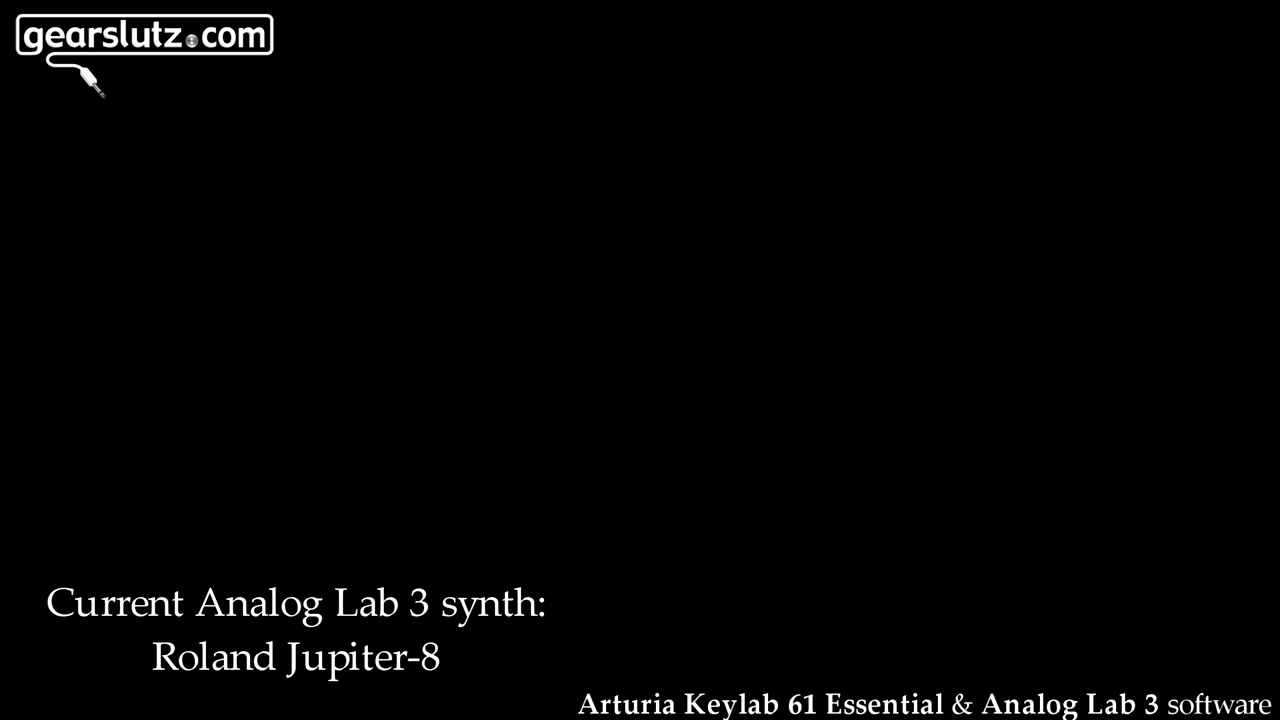 gearslutz.com
Current Analog Lab 3 synth:
Roland Jupiter-8
Arturia Keylab 61 Essential & Analog Lab 3 software